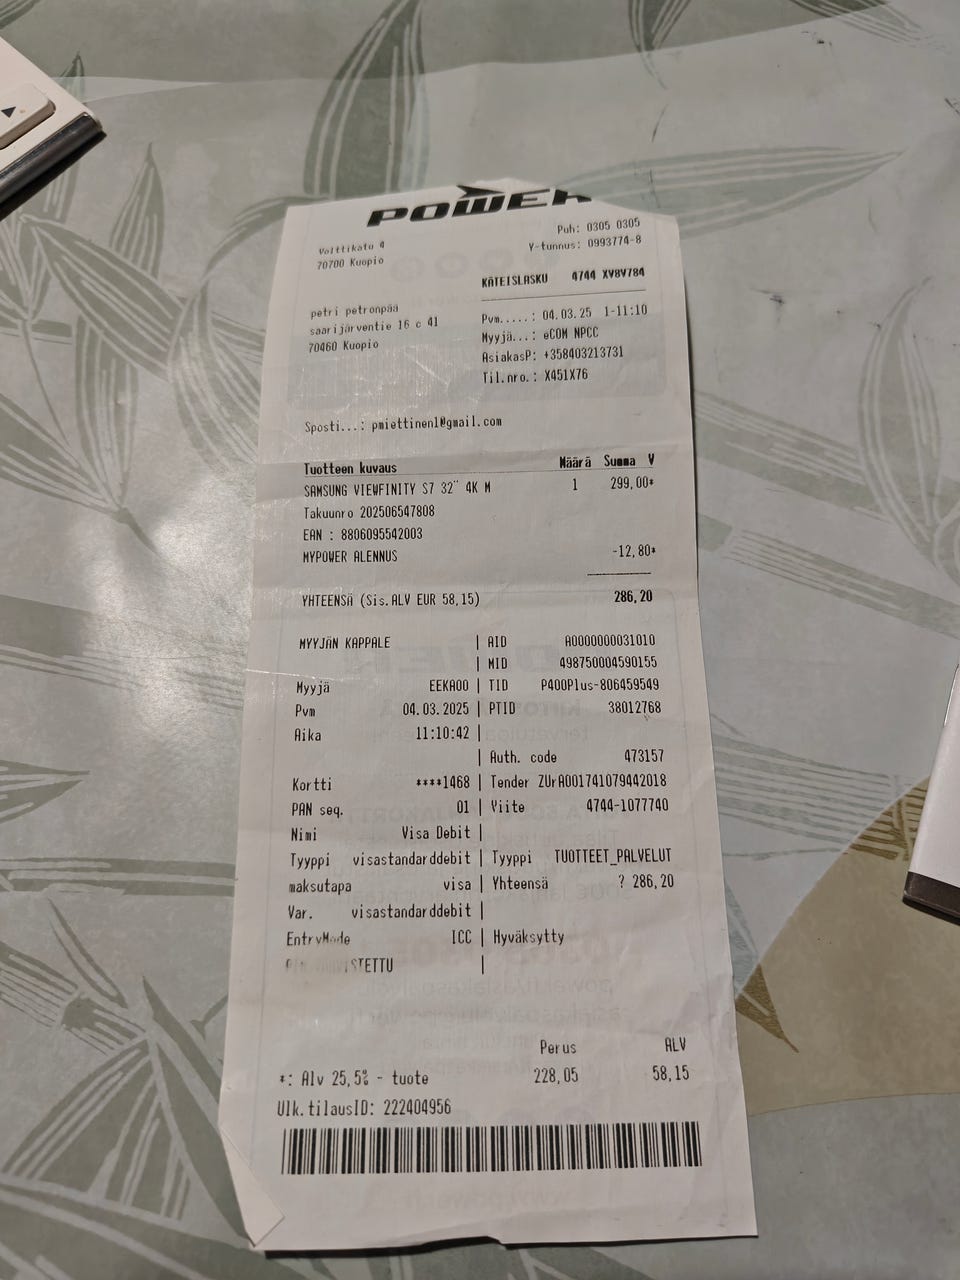 POWER
Volttikatu 4
70700 Kuopio
Puh: 0305 0305
Y-tunnus: 0993774-8
KÄTEISLASKU 4744 XV8V784
petri petronpää
saarijärventie 16 c 41
70460 Kuopio
Pvm.....: 04.03.25 1-11:10
Myyjä...: eCOM NPCC
AsiakasP: +358403213731
Til.nro.: X451X76
Sposti...: pmiettinen1@gmail.com
Tuotteen kuvaus Määrä Summa V
SAMSUNG VIEWFINITY S7 32" 4K M 1 299,00*
Takuunro 202506547808
EAN : 8806095542003
MYPOWER ALENNUS -12,80*
YHTEENSÄ (Sis.ALV EUR 58,15) 286,20
MYYJÄN KAPPALE | AID A0000000031010
| MID 498750004590155
Myyjä EEKA00 | TID P400Plus-806459549
Pvm 04.03.2025 | PTID 38012768
Aika 11:10:42 |
| Auth. code 473157
Kortti ****1468 | Tender ZUrA001741079442018
PAN seq. 01 | Viite 4744-1077740
Nimi Visa Debit |
Tyyppi visastandarddebit | Tyyppi TUOTTEET_PALVELUT
maksutapa visa | Yhteensä ? 286,20
Var. visastandarddebit |
EntryMode ICC | Hyväksytty
|
Perus ALV
*: Alv 25,5% - tuote 228,05 58,15
Ulk.tilausID: 222404956